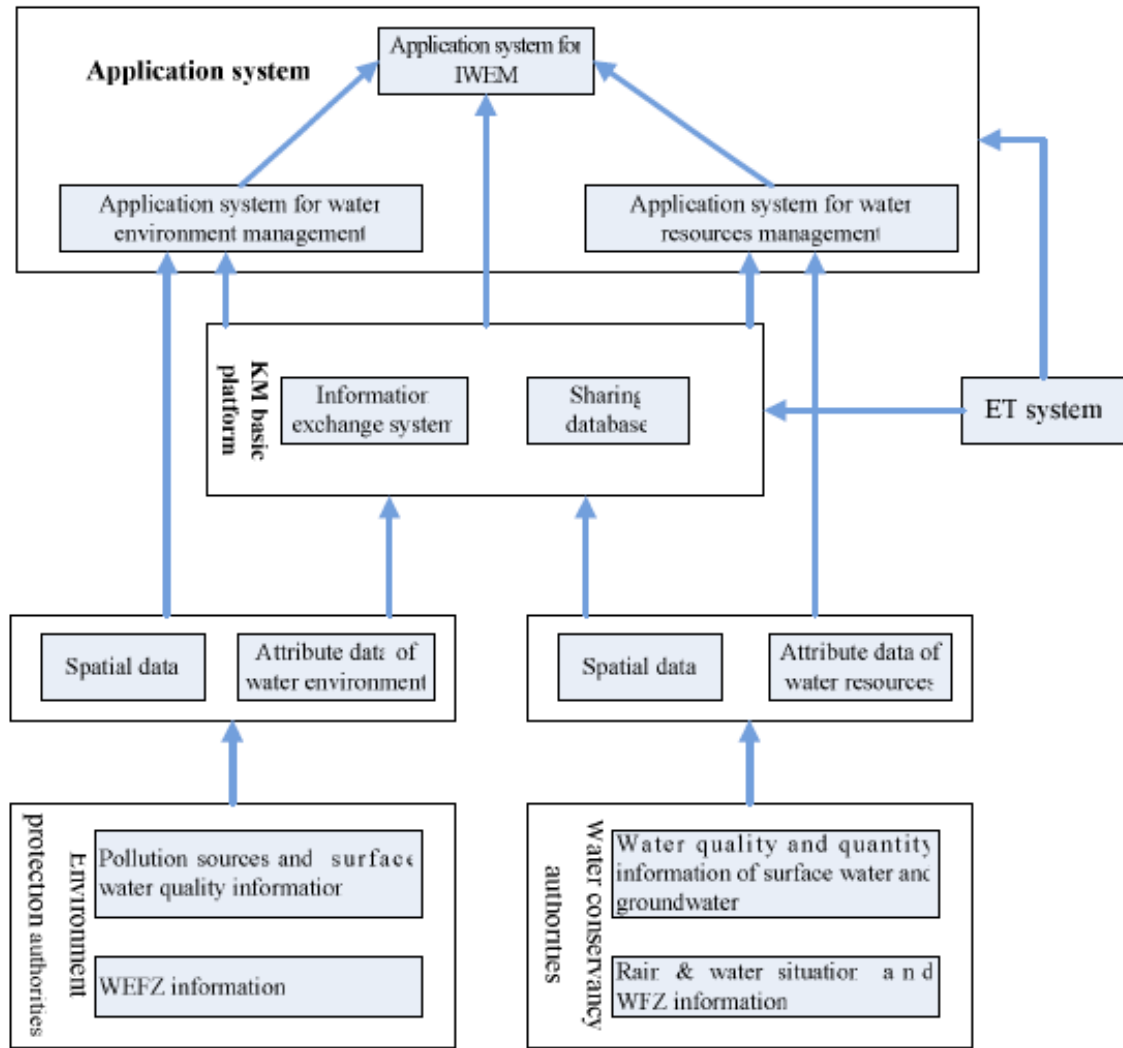 Application system
Application system for
IWEM
Application system for water
environment management
Application system for water
resources management
KM basic
platform
Information
exchange system
Sharing
database
ET system
Spatial data
Attribute data of
water environment
Spatial data
Attribute data of
water resources
Environment
protection authorities
Pollution sources and surface
water quality information
WEFZ information
Water conservancy
authorities
Water quality and quantity
information of surface water and
groundwater
Rain & water situation and
WFZ information